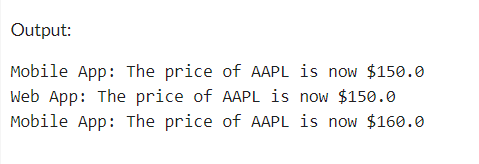 Output:
Mobile App: The price of AAPL is now $150.0
Web App: The price of AAPL is now $150.0
Mobile App: The price of AAPL is now $160.0